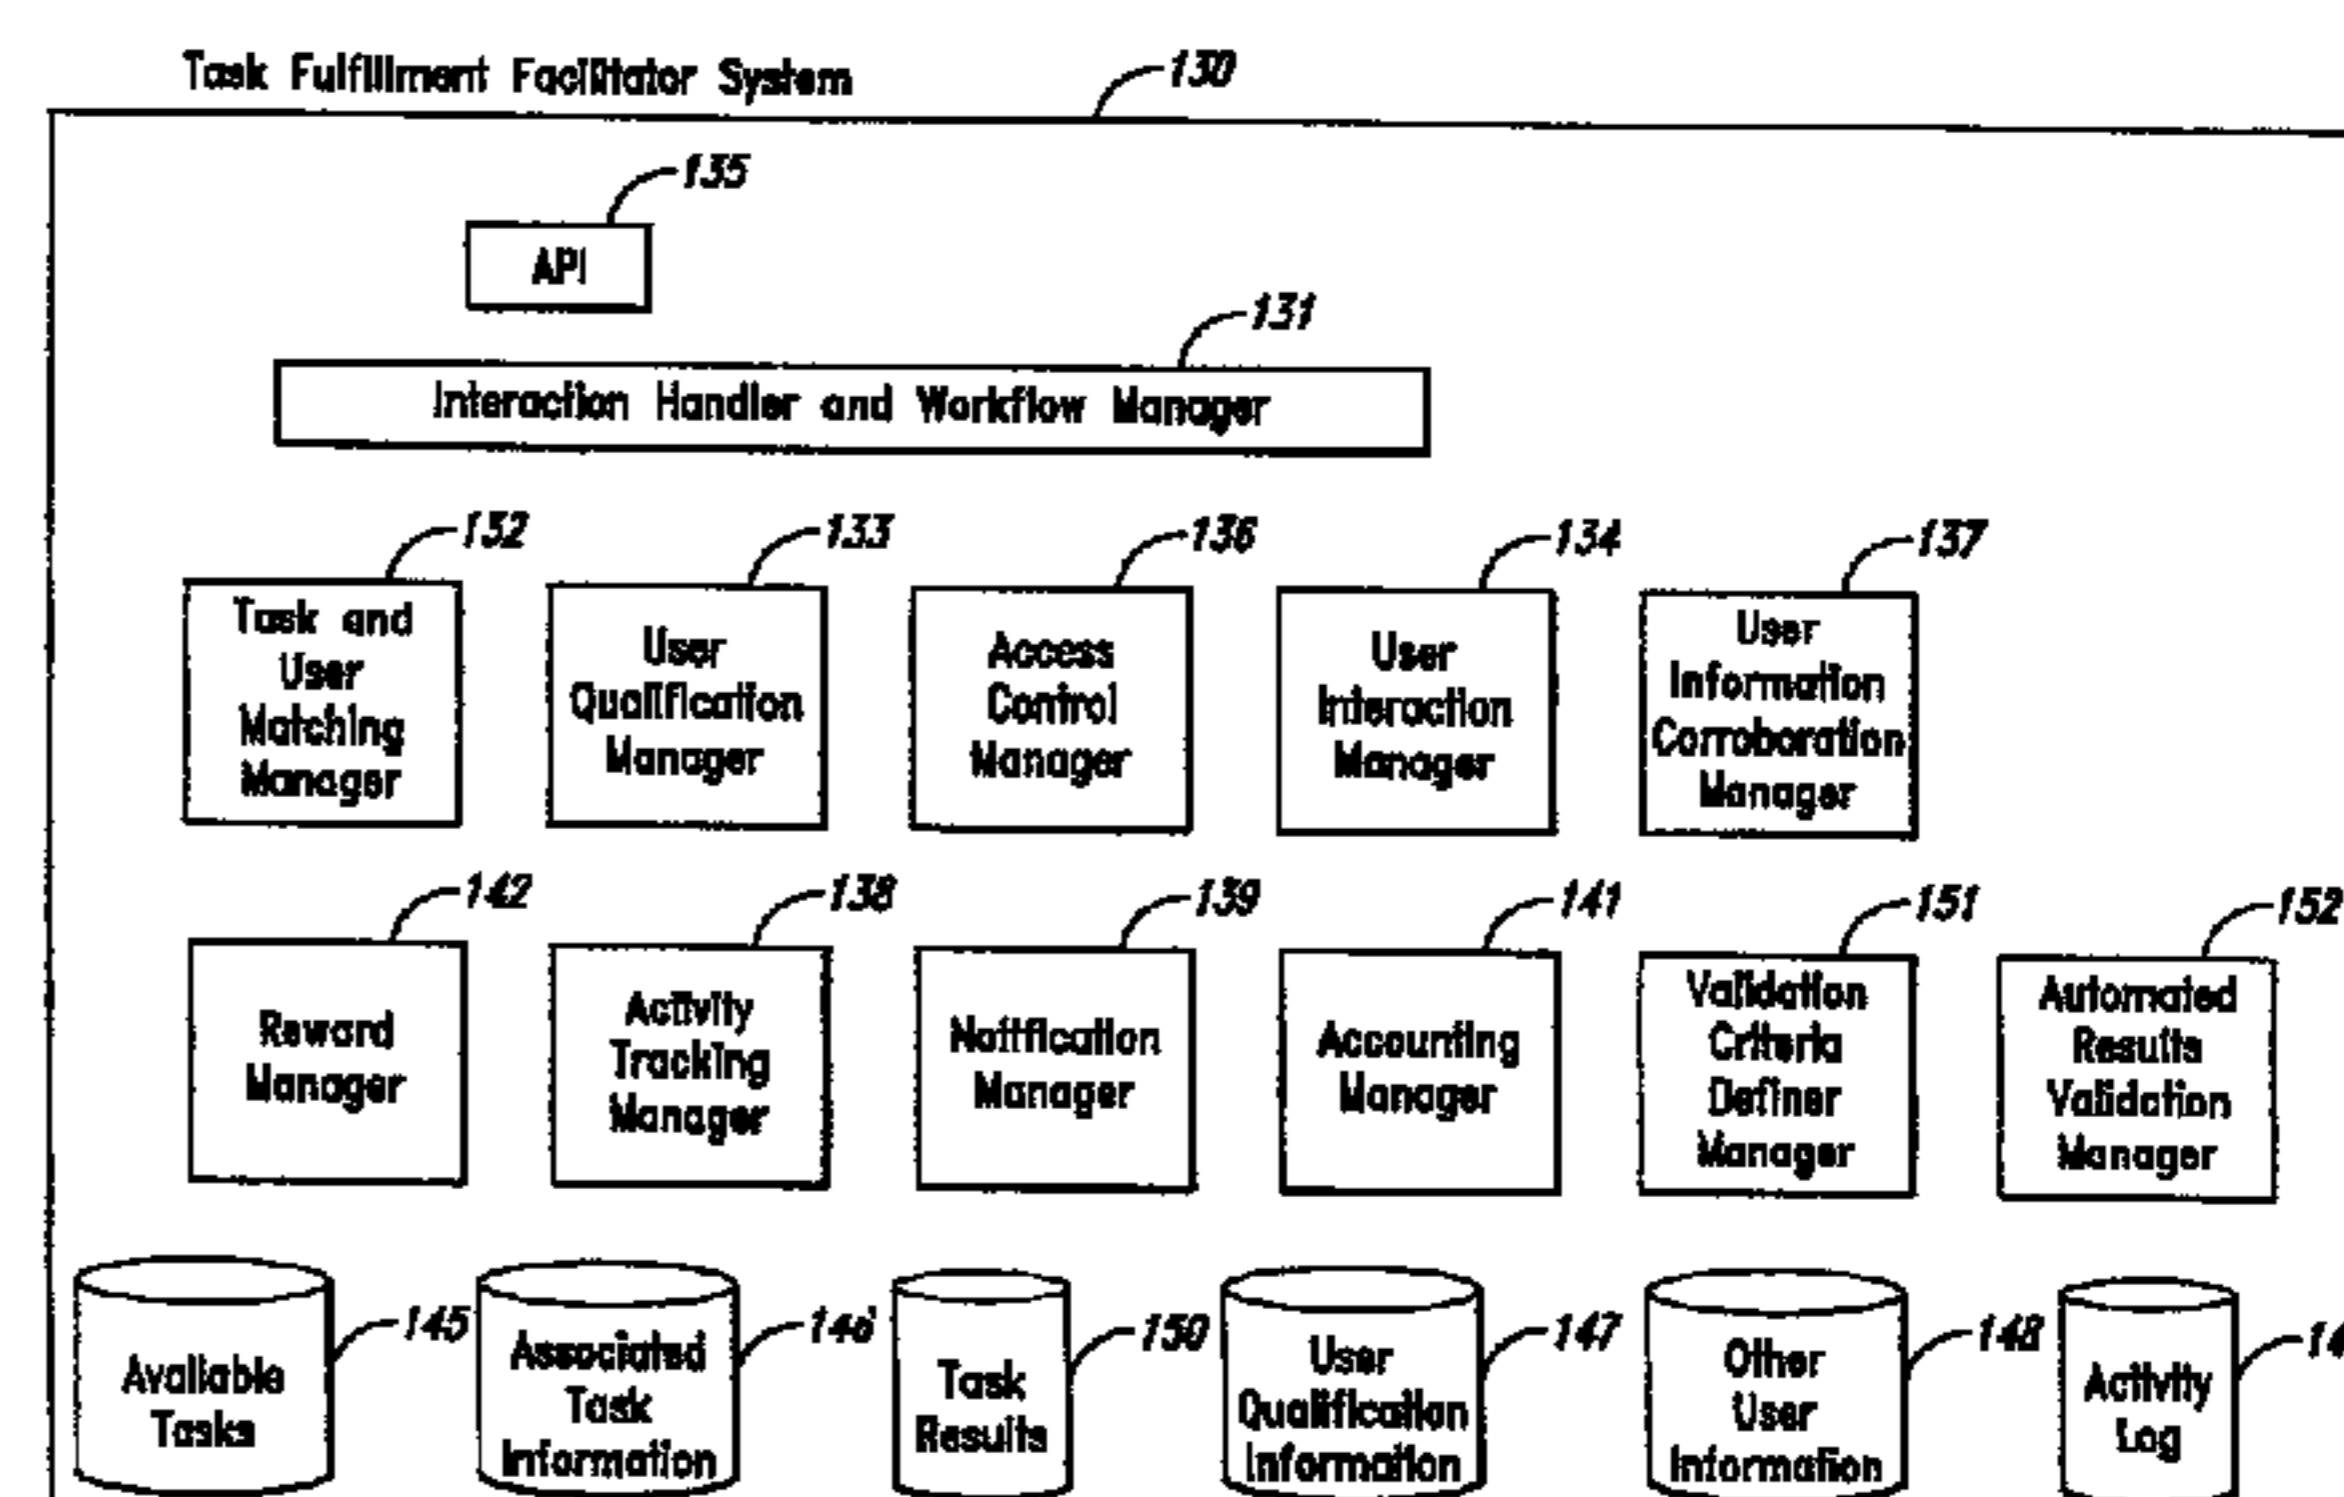 Task Fulfillment Facilitator System
130
135
API
131
Interaction Handler and Workflow Manager
132
133
136
134
137
Task and
User
Matching
Manager
User
Qualification
Manager
Access
Control
Manager
User
Interaction
Manager
User
Information
Corroboration
Manager
142
138
139
141
151
152
Reward
Manager
Activity
Tracking
Manager
Notification
Manager
Accounting
Manager
Validation
Criteria
Definer
Manager
Automated
Results
Validation
Manager
145
146
150
147
148
Available
Tasks
Associated
Task
Information
Task
Results
User
Qualification
Information
Other
User
Information
Activity
Log